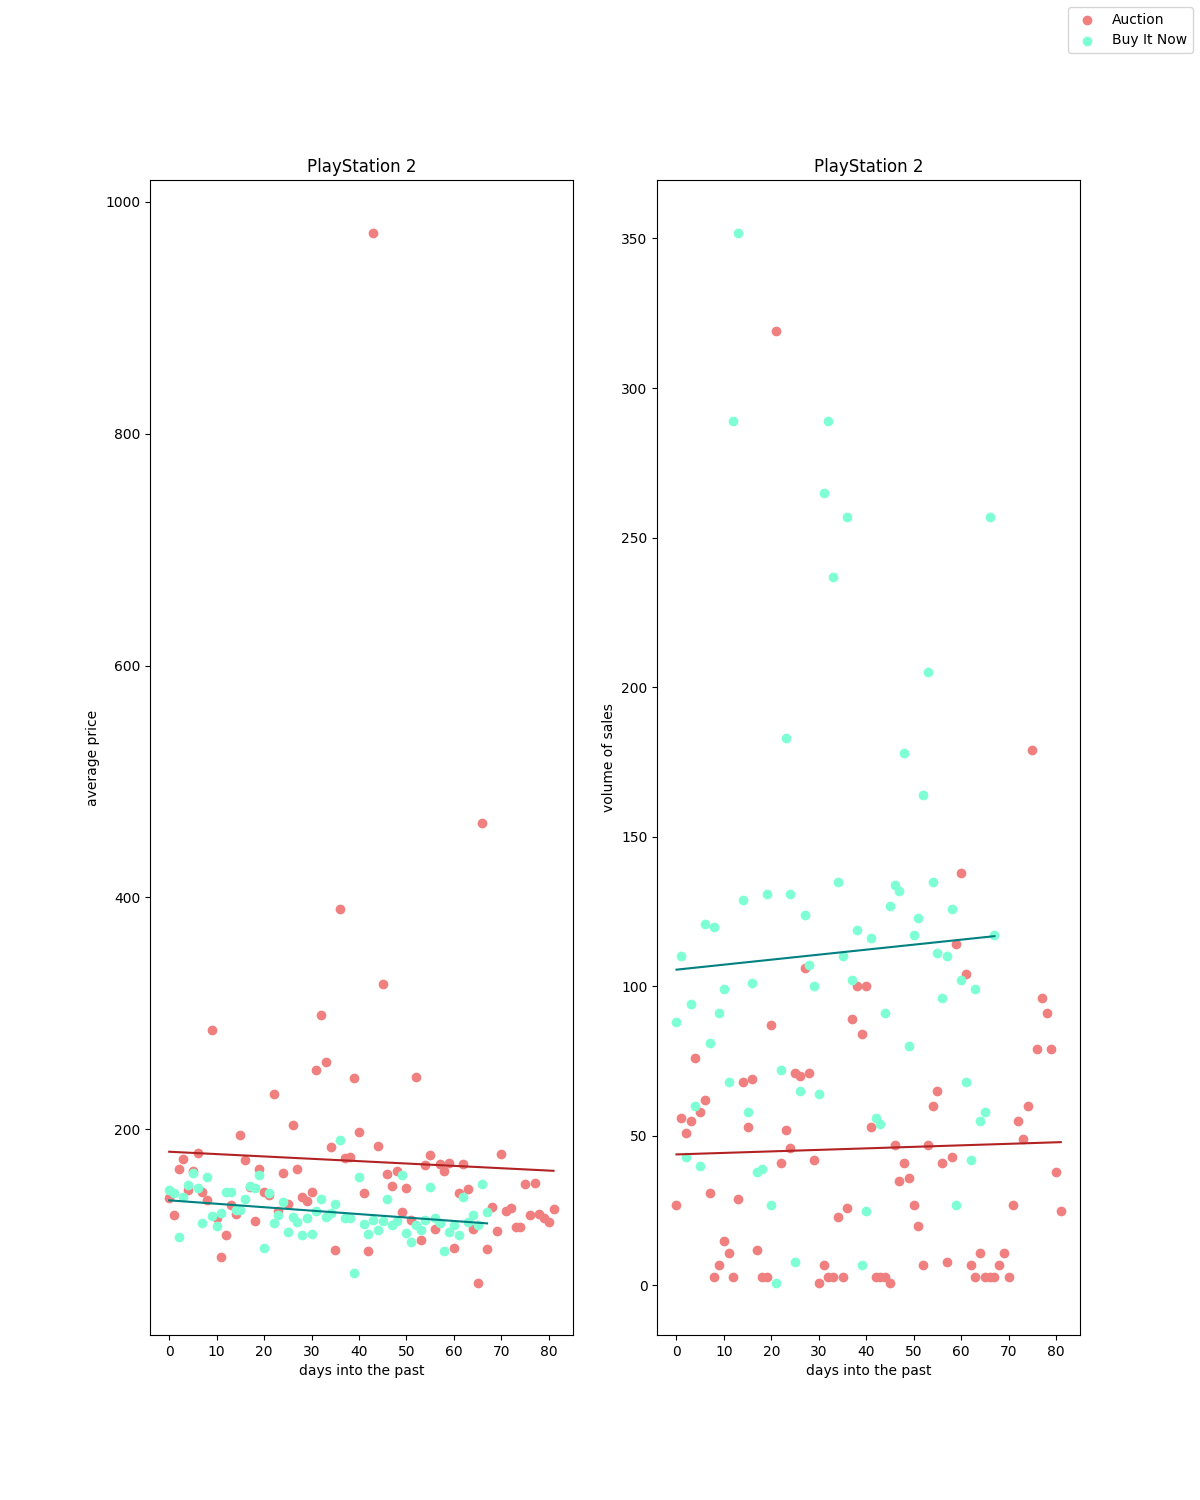 Auction
Buy It Now
PlayStation 2
1000
800
600
400
200
average price
0 10 20 30 40 50 60 70 80
days into the past
PlayStation 2
350
300
250
200
150
100
50
0
volume of sales
0 10 20 30 40 50 60 70 80
days into the past